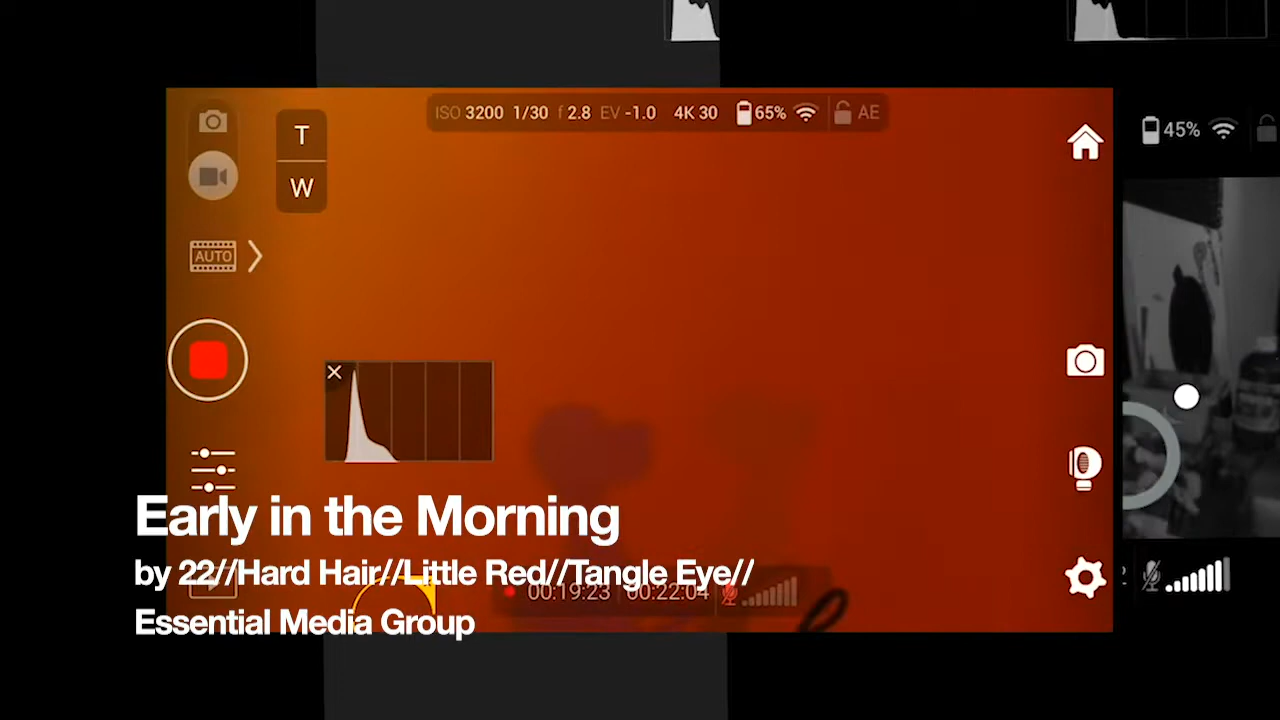 ISO 3200 1/30 f 2.8 EV -1.0 4K 30 65% AE
T
W
45%
AUTO
Early in the Morning
by 22//Hard Hair//Little Red//Tangle Eye//
00:19:23 00:22:04
Essential Media Group